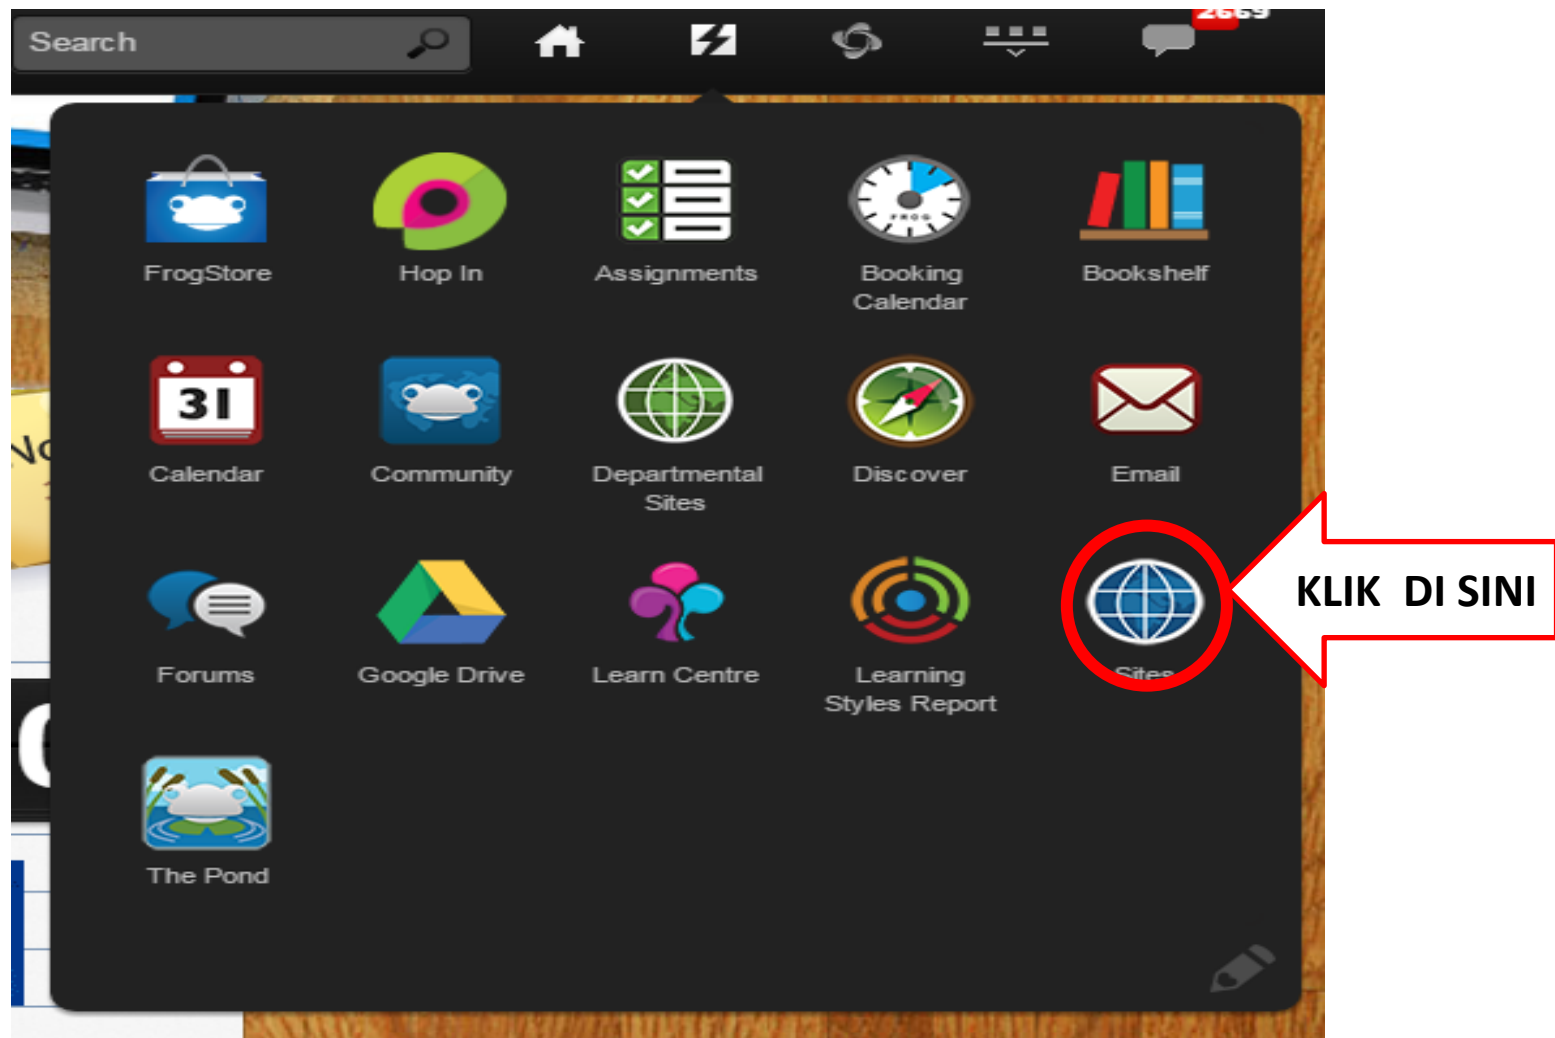 Search
2669
FrogStore
Hop In
Assignments
Booking
Calendar
Bookshelf
FROG
31
Calendar
Community
Departmental
Sites
Discover
Email
Forums
Google Drive
Learn Centre
Learning
Styles Report
Sites
KLIK DI SINI
The Pond